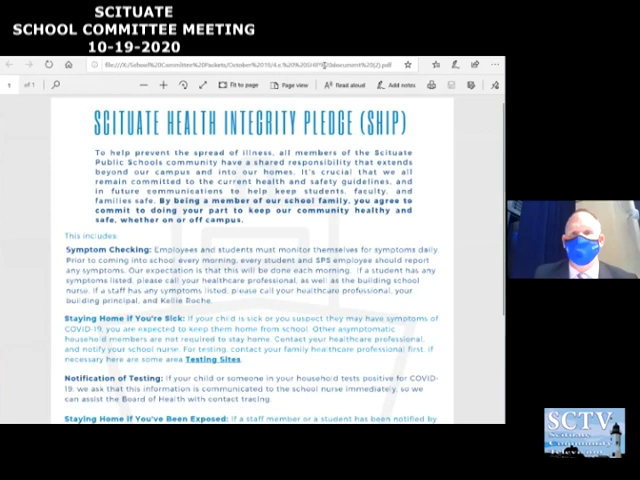 SCITUATE
SCHOOL COMMITTEE MEETING
10-19-2020
1 of 1
Fit to page
Page view
Read aloud
Add notes
SCITUATE HEALTH INTEGRITY PLEDGE (SHIP)
To help prevent the spread of illness, all members of the Scituate
Public Schools community have a shared responsibility that extends
beyond our campus and into our homes. It's crucial that we all
remain committed to the current health and safety guidelines, and
in future communications to help keep students, faculty, and
families safe. By being a member of our school family, you agree to
commit to doing your part to keep our community healthy and
safe, whether on or off campus.
This includes:
Symptom Checking: Employees and students must monitor themselves for symptoms daily.
Prior to coming into school every morning, every student and SPS employee should report
any symptoms. Our expectation is that this will be done each morning. If a student has any
symptoms listed, please call your healthcare professional, as well as the building school
nurse. If a staff has any symptoms listed, please call your healthcare professional, your
building principal, and Kellie Roche.
Staying Home if You're Sick: If your child is sick or you suspect they may have symptoms of
COVID-19, you are expected to keep them home from school. Other asymptomatic
household members are not required to stay home. Contact your healthcare professional,
and notify your school nurse. For testing, contact your family healthcare professional first, if
necessary here are some area Testing Sites
Notification of Testing: If your child or someone in your household tests positive for COVID-
19, we ask that this information is communicated to the school nurse immediately, so we
can assist the Board of Health with contact tracing.
Staying Home if You've Been Exposed: If a staff member or a student has been notified by
SCTV
Scituate
Community
Television